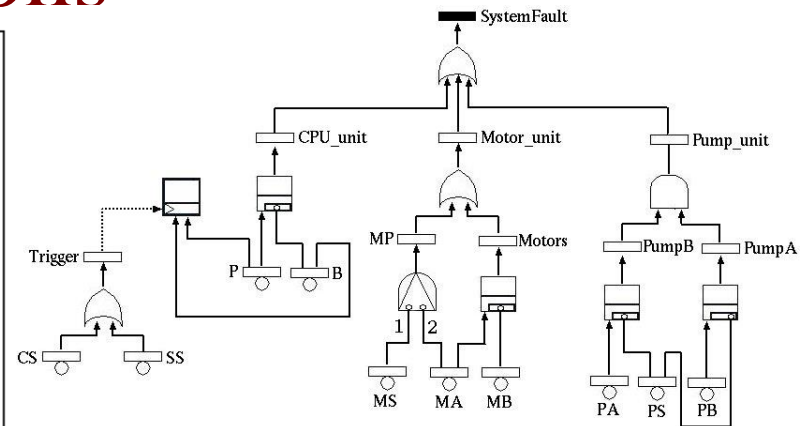 SystemFault
CPU_unit
Motor_unit
Pump_unit
MP
Motors
PumpB
PumpA
Trigger
P
B
1
2
CS
SS
MS
MA
MB
PA
PS
PB